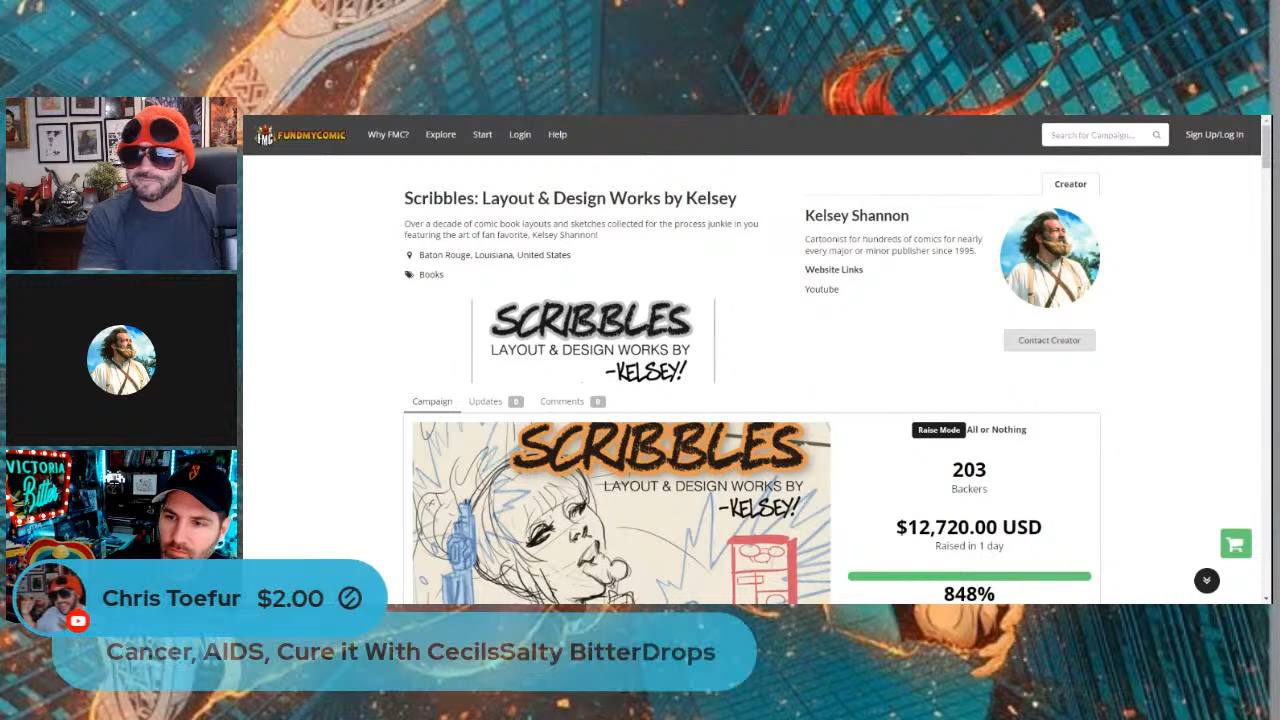 FMC FUNDMYCOMIC Why FMC? Explore Start Login Help Search for Campaign... Sign Up/Log In
Scribbles: Layout & Design Works by Kelsey
Over a decade of comic book layouts and sketches collected for the process junkie in you
featuring the art of fan favorite, Kelsey Shannon!
Baton Rouge, Louisiana, United States
Books
Creator
Kelsey Shannon
Cartoonist for hundreds of comics for nearly
every major or minor publisher since 1995.
Website Links
Youtube
Contact Creator
SCRIBBLES
LAYOUT & DESIGN WORKS BY
-KELSEY!
Campaign Updates 0 Comments 0
SCRIBBLES
LAYOUT & DESIGN WORKS BY
-KELSEY!
Raise Mode All or Nothing
203
Backers
$12,720.00 USD
Raised in 1 day
848%
VICTORIA
Bitter
Chris Toefur $2.00
Cancer, AIDS, Cure it With CecilsSalty BitterDrops